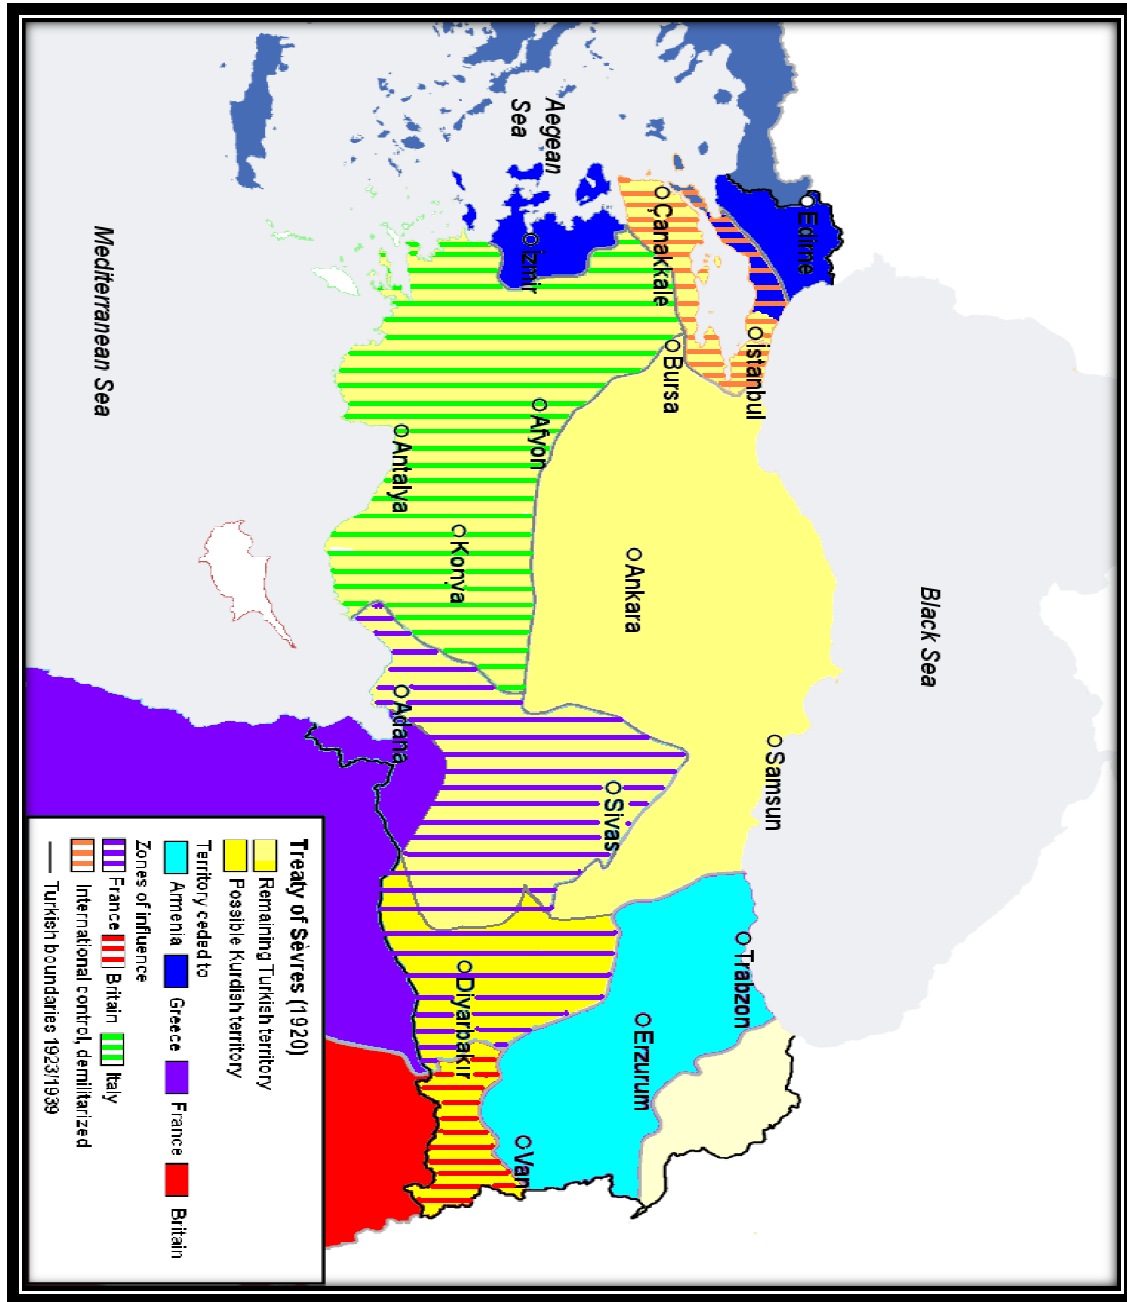 Black Sea
Edirne
İstanbul
Çanakkale
Bursa
Samsun
Trabzon
Erzurum
Ankara
Sivas
Aegean
Sea
İzmir
Afyon
Konya
Van
Diyarbakır
Antalya
Adana
Mediterranean Sea
Treaty of Sèvres (1920)
Remaining Turkish territory
Possible Kurdish territory
Territory ceded to
Armenia Greece France Britain
Zones of influence
France Britain Italy
International control, demilitarized
Turkish boundaries 1923/1939